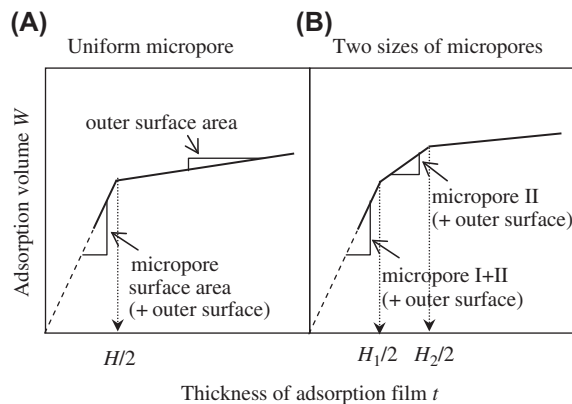 (A)
Uniform micropore
(B)
Two sizes of micropores
Adsorption volume W
outer surface area
micropore
surface area
(+ outer surface)
H/2
micropore II
(+ outer surface)
micropore I+II
(+ outer surface)
H₁/2
H₂/2
Thickness of adsorption film t